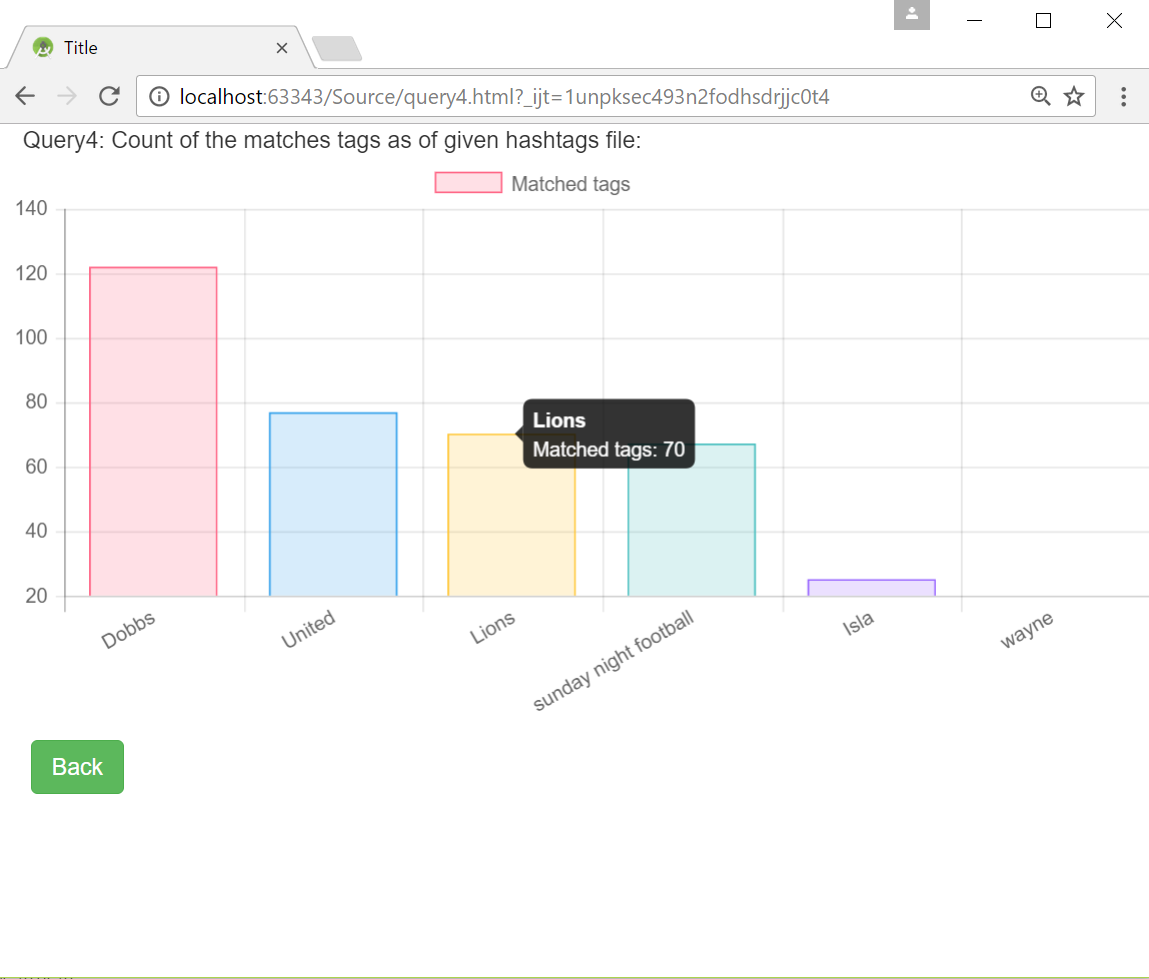 Title
localhost:63343/Source/query4.html?_ijt=1unpksec493n2fodhsdrjjc0t4
Query4: Count of the matches tags as of given hashtags file:
Matched tags
140
120
100
80
60
40
20
Lions
Matched tags: 70
Dobbs
United
Lions
sunday night football
Isla
wayne
Back